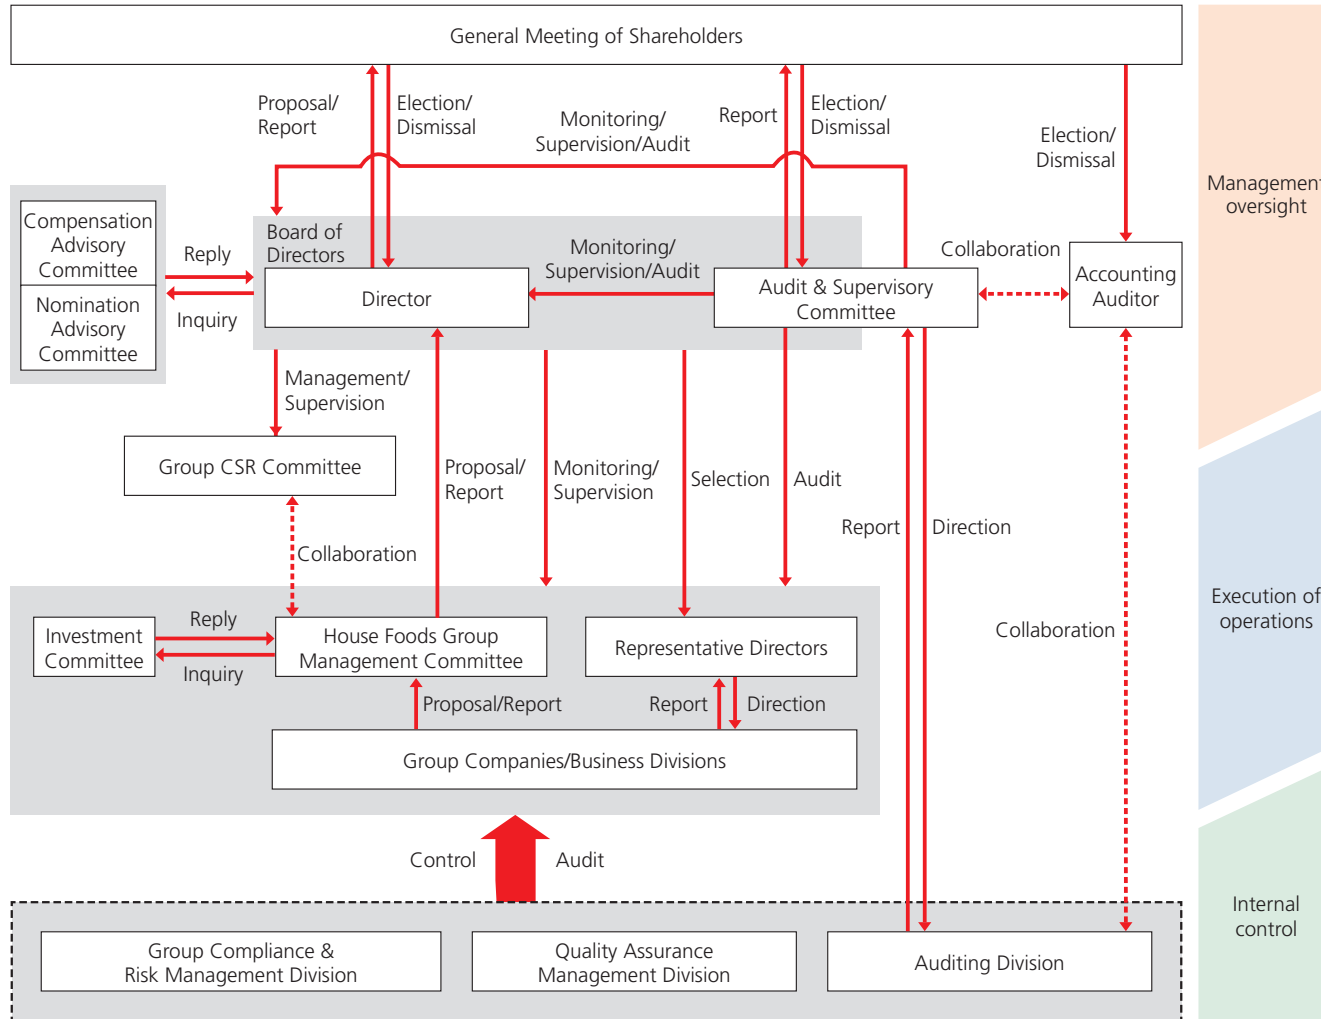 General Meeting of Shareholders
Proposal/
Report
Election/
Dismissal
Monitoring/
Supervision/Audit
Report
Election/
Dismissal
Election/
Dismissal
Management
oversight
Compensation
Advisory
Committee
Nomination
Advisory
Committee
Reply
Inquiry
Board of
Directors
Director
Monitoring/
Supervision/Audit
Audit & Supervisory
Committee
Collaboration
Accounting
Auditor
Management/
Supervision
Group CSR Committee
Proposal/
Report
Monitoring/
Supervision
Selection
Audit
Report
Direction
Collaboration
Collaboration
Execution of
operations
Investment
Committee
Reply
Inquiry
House Foods Group
Management Committee
Representative Directors
Proposal/Report
Report
Direction
Group Companies/Business Divisions
Control
Audit
Internal
control
Group Compliance &
Risk Management Division
Quality Assurance
Management Division
Auditing Division